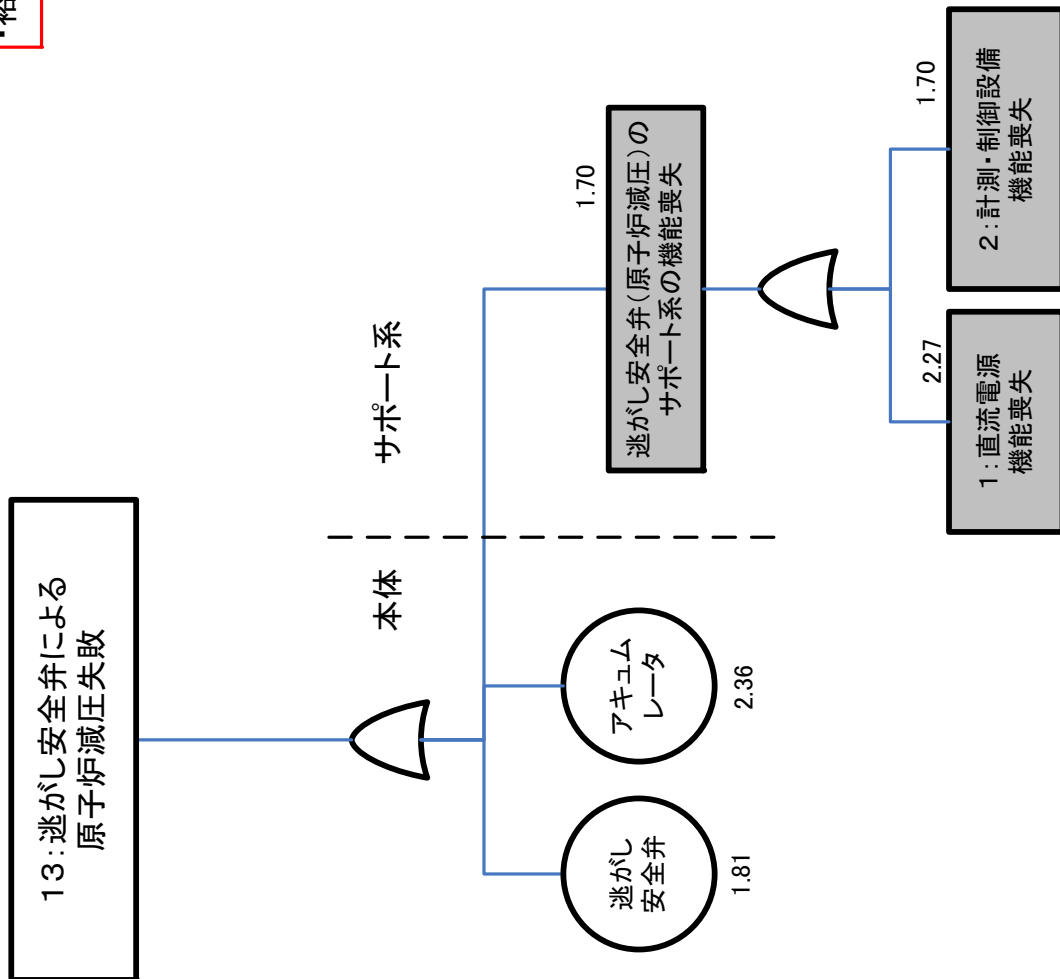 ・裕
13:逃がし安全弁による
原子炉減圧失敗
本体
サポート系
逃がし
安全弁
1.81
アキュム
レータ
2.36
1.70
逃がし安全弁(原子炉減圧)の
サポート系の機能喪失
2.27
1:直流電源
機能喪失
1.70
2:計測・制御設備
機能喪失